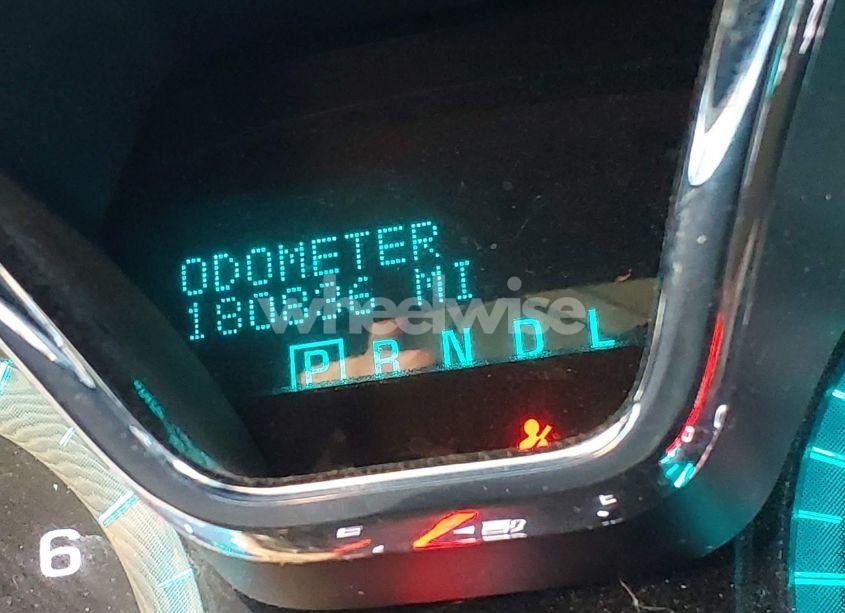 ODOMETER
MI
wheelwise
P R N D L
6